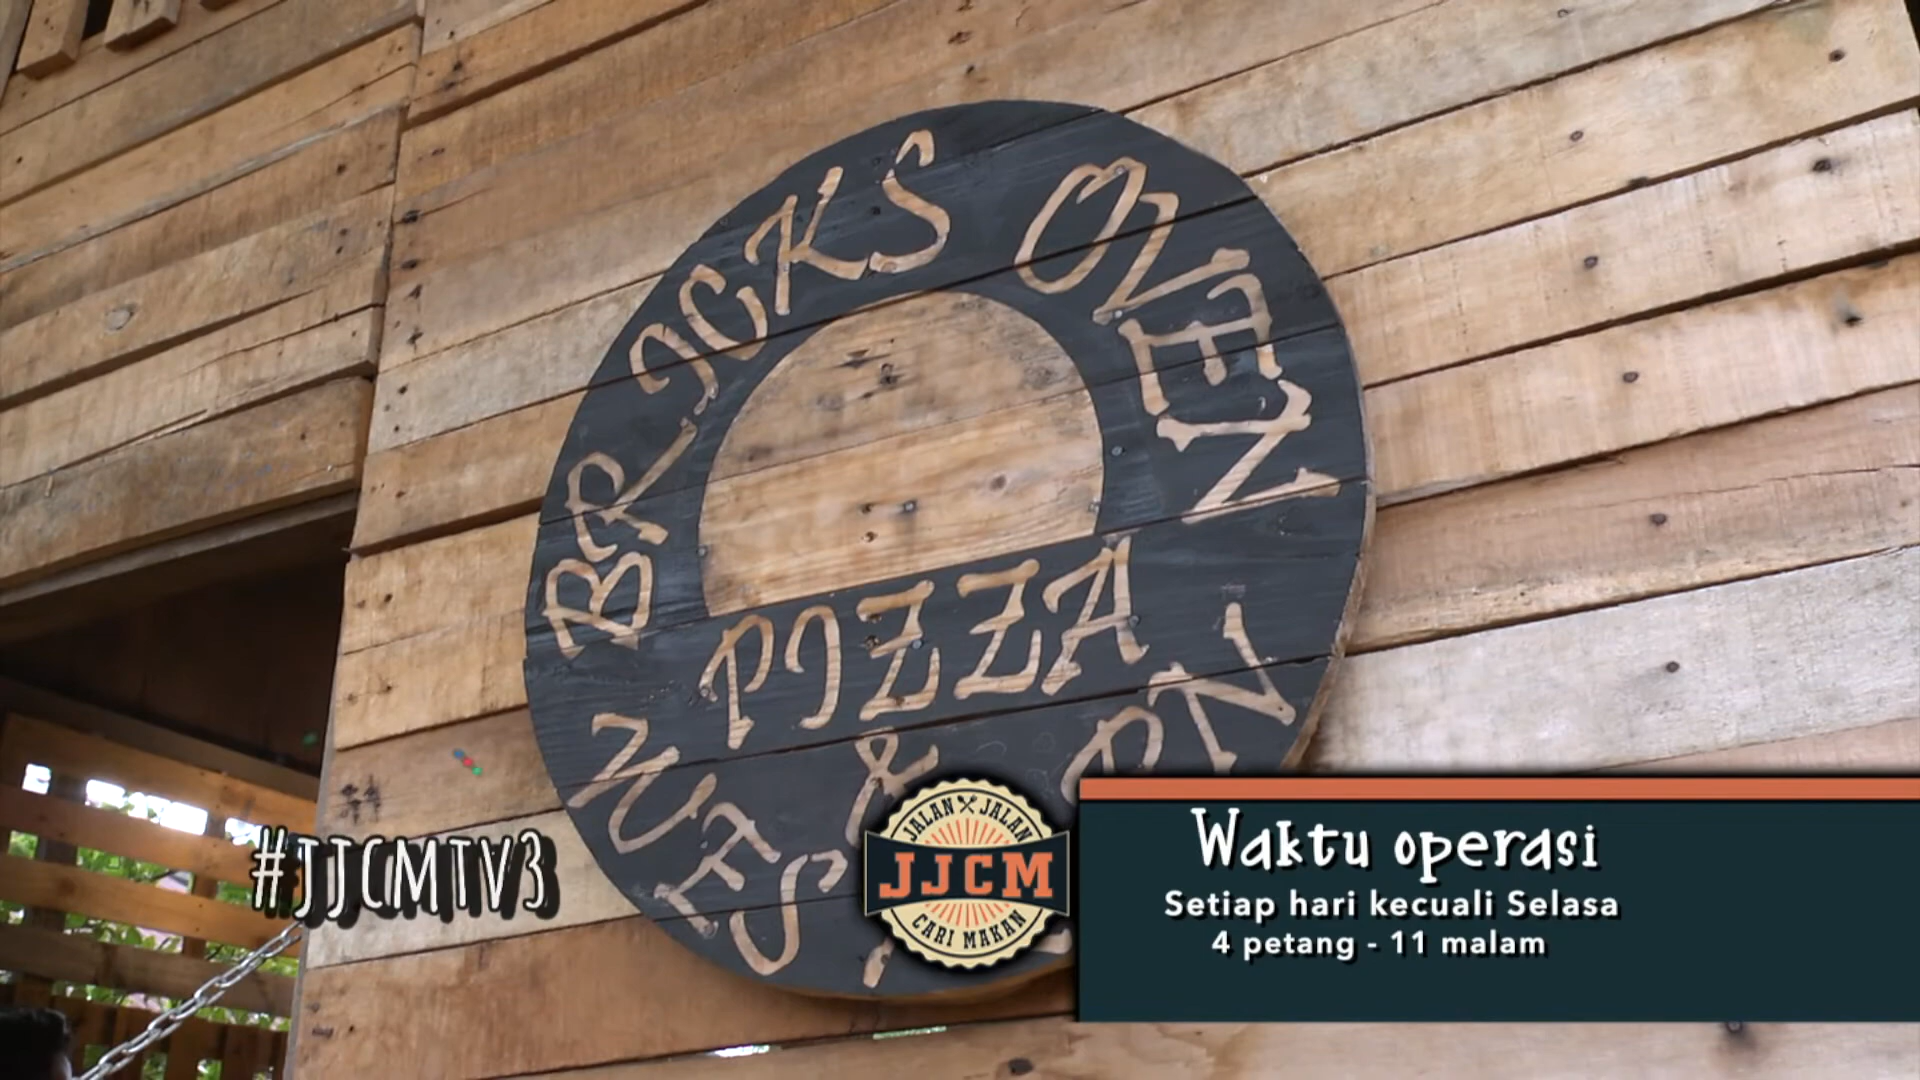 BRICKS OVEN
PIZZA
&
#JJCMTV3
JALAN JALAN
JJCM
CARI MAKAN
Waktu operasi
Setiap hari kecuali Selasa
4 petang - 11 malam